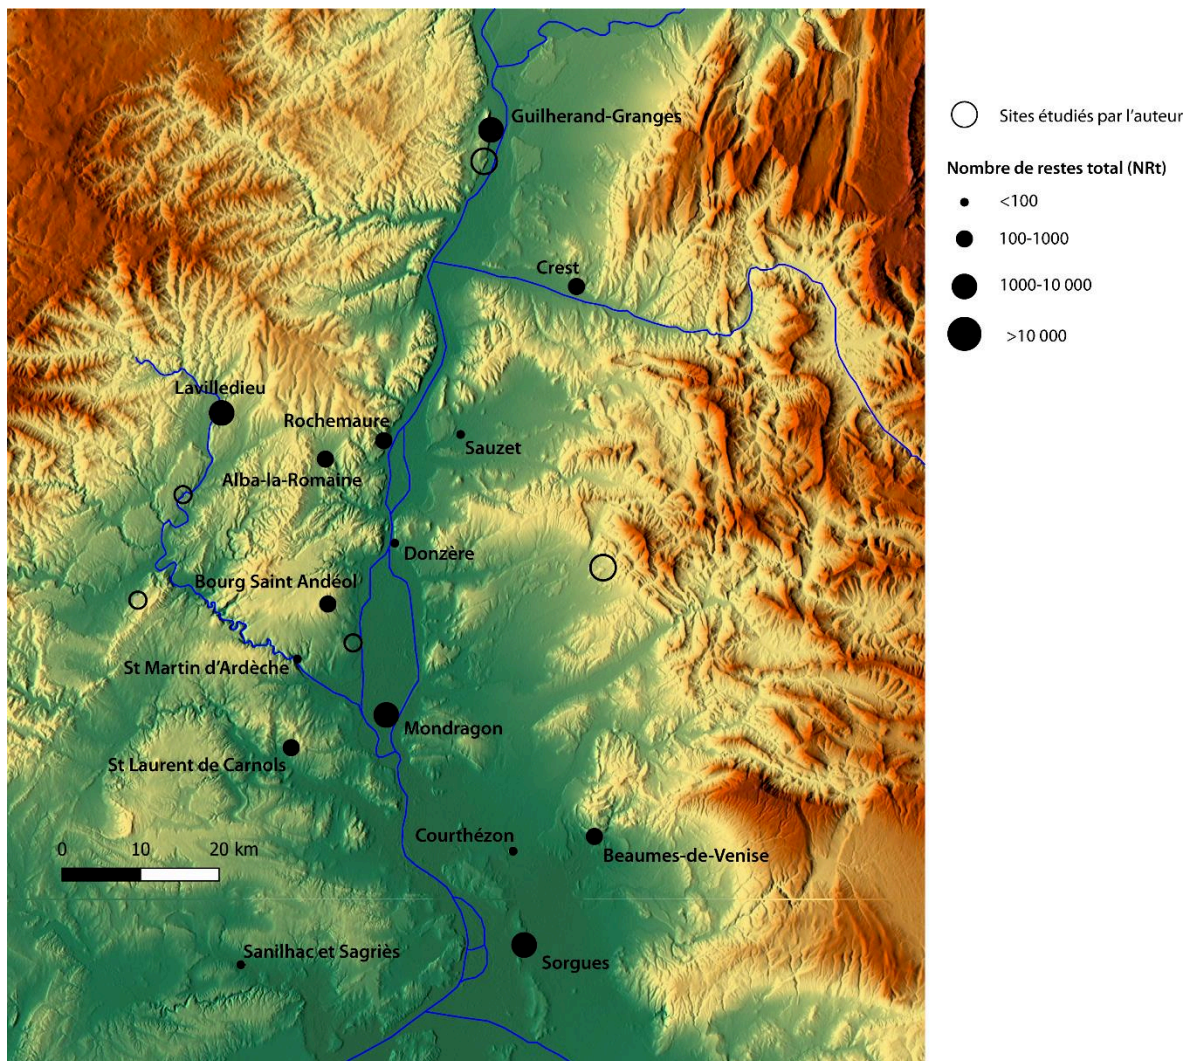 Guilherand-Granges
Crest
Lavilledieu
Rochemaure
Sauzet
Alba-la-Romaine
Donzère
Bourg Saint Andéol
St Martin d'Ardèche
Mondragon
St Laurent de Carnols
Courthézon
Beaumes-de-Venise
0 10 20 km
Sanilhac et Sagriès
Sorgues
Sites étudiés par l'auteur
Nombre de restes total (NRt)
<100
100-1000
1000-10 000
>10 000